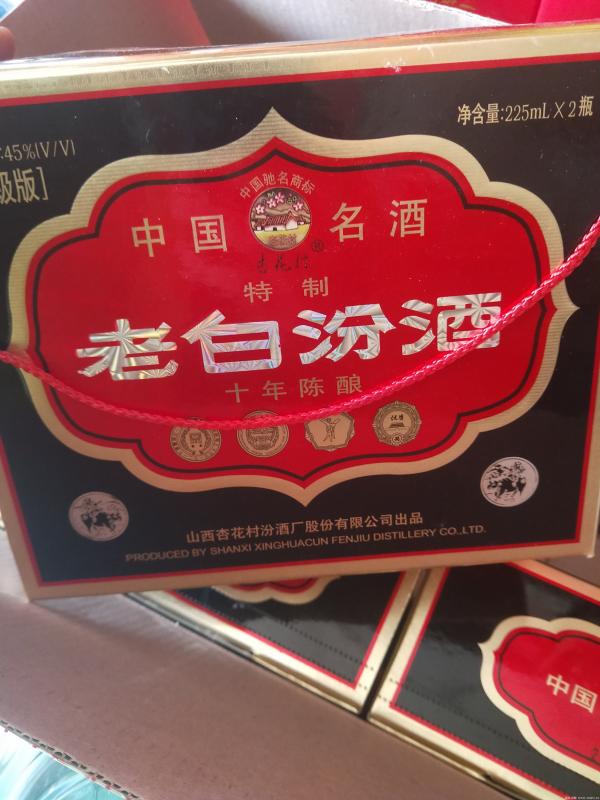 净含量:225mL×2瓶
:45%(V/V)
级版]
中国驰名商标
中国 名酒
杏花村®
特制
老白汾酒
十年陈酿
山西杏花村汾酒厂股份有限公司出品
PRODUCED BY SHANXI XINGHUACUN FENJIU DISTILLERY CO.,LTD.
中国